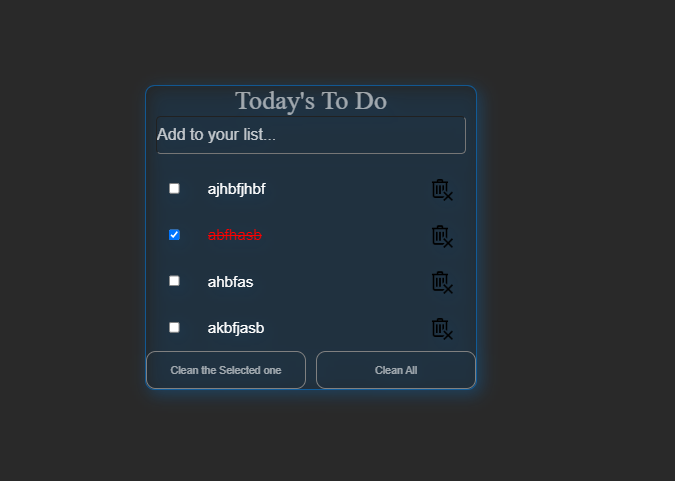 Today's To Do
Add to your list...
ajhbfjhbf
abfhasb
ahbfas
akbfjasb
Clean the Selected one
Clean All